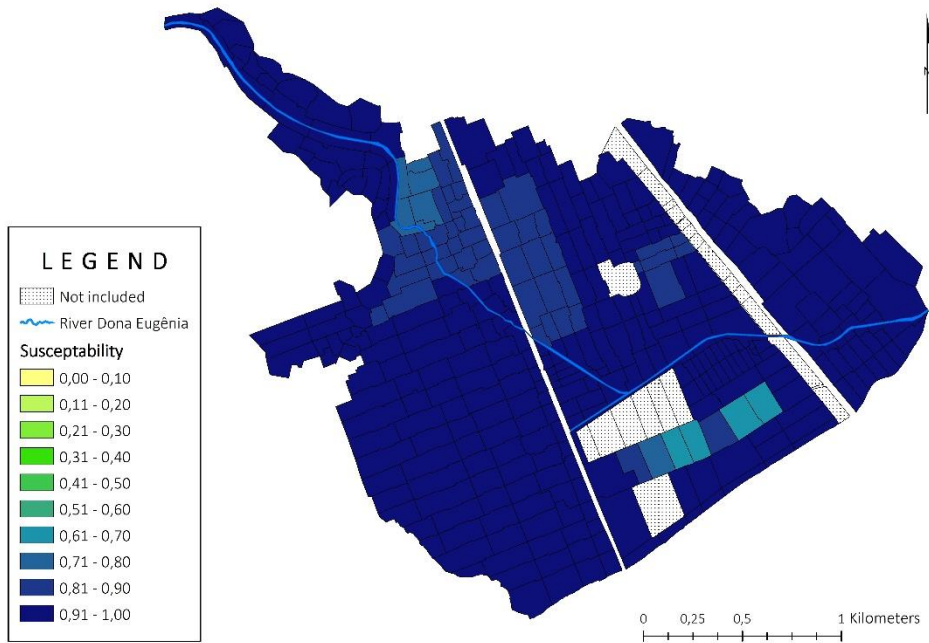 N
LEGEND
Not included
River Dona Eugênia
Susceptability
0,00 - 0,10
0,11 - 0,20
0,21 - 0,30
0,31 - 0,40
0,41 - 0,50
0,51 - 0,60
0,61 - 0,70
0,71 - 0,80
0,81 - 0,90
0,91 - 1,00
0 0,25 0,5 1 Kilometers